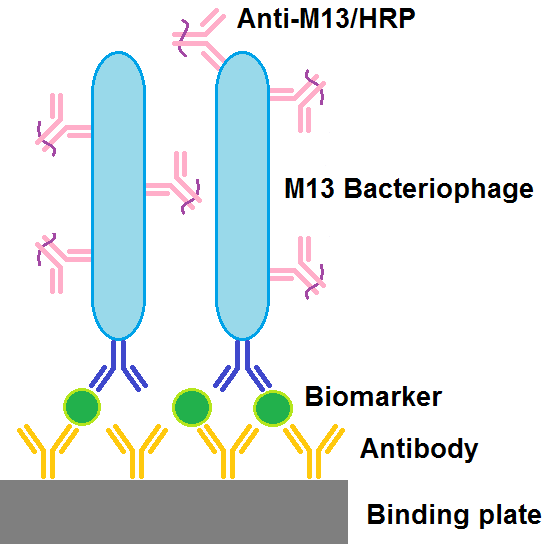 Anti-M13/HRP
M13 Bacteriophage
Biomarker
Antibody
Binding plate